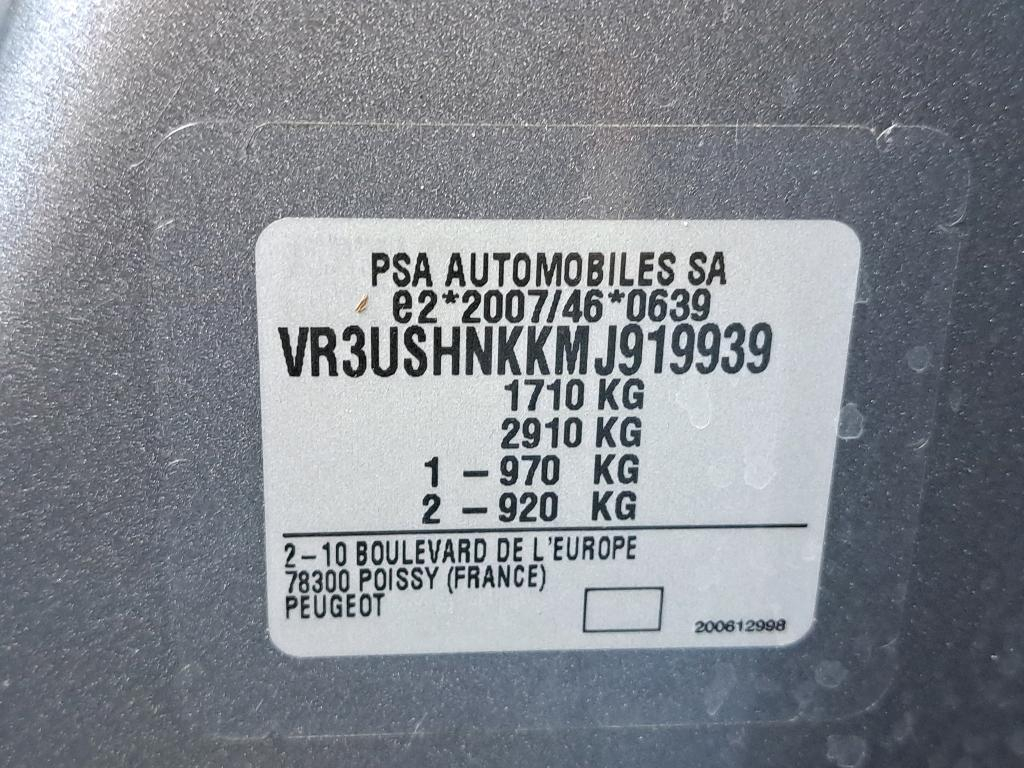 PSA AUTOMOBILES SA
e2*2007/46*0639
VR3USHNKKMJ919939
1710 KG
2910 KG
1 – 970 KG
2 – 920 KG
2–10 BOULEVARD DE L'EUROPE
78300 POISSY (FRANCE)
PEUGEOT
200612998